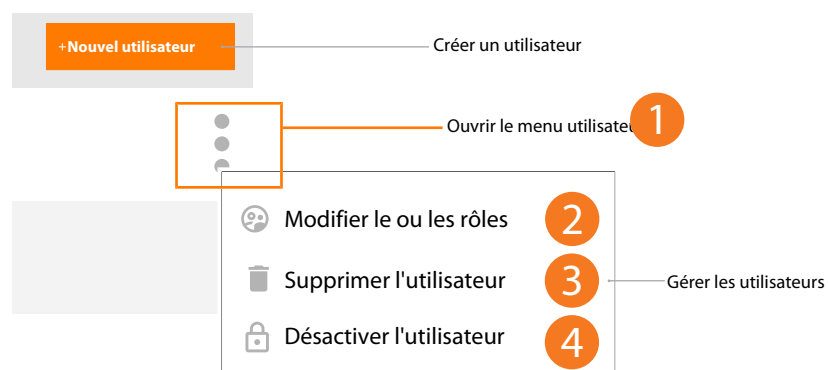 +Nouvel utilisateur
Créer un utilisateur
Ouvrir le menu utilisate
1
Modifier le ou les rôles
2
Supprimer l'utilisateur
3
Gérer les utilisateurs
Désactiver l'utilisateur
4